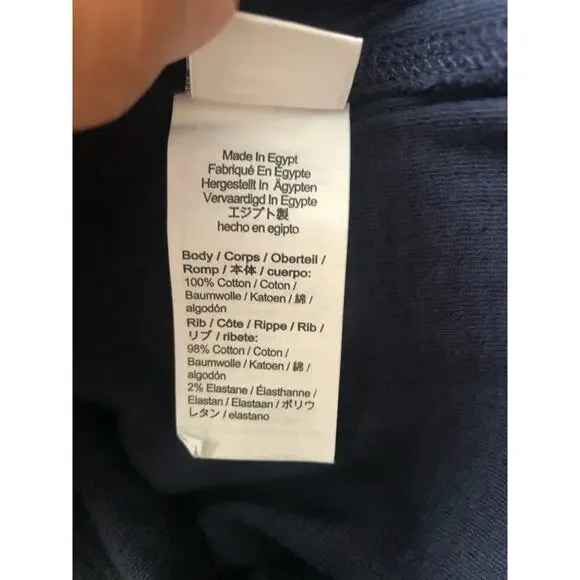 Made In Egypt
Fabriqué En Égypte
Hergestellt In Ägypten
Vervaardigd In Egypte
エジプト製
hecho en egipto
Body / Corps / Oberteil /
Romp / 本体 / cuerpo:
100% Cotton / Coton /
Baumwolle / Katoen / 綿 /
algodón
Rib / Côte / Rippe / Rib /
リブ / ribete:
98% Cotton / Coton /
Baumwolle / Katoen / 綿 /
algodón
2% Elastane / Élasthanne /
Elastan / Elastaan / ポリウ
レタン / elastano